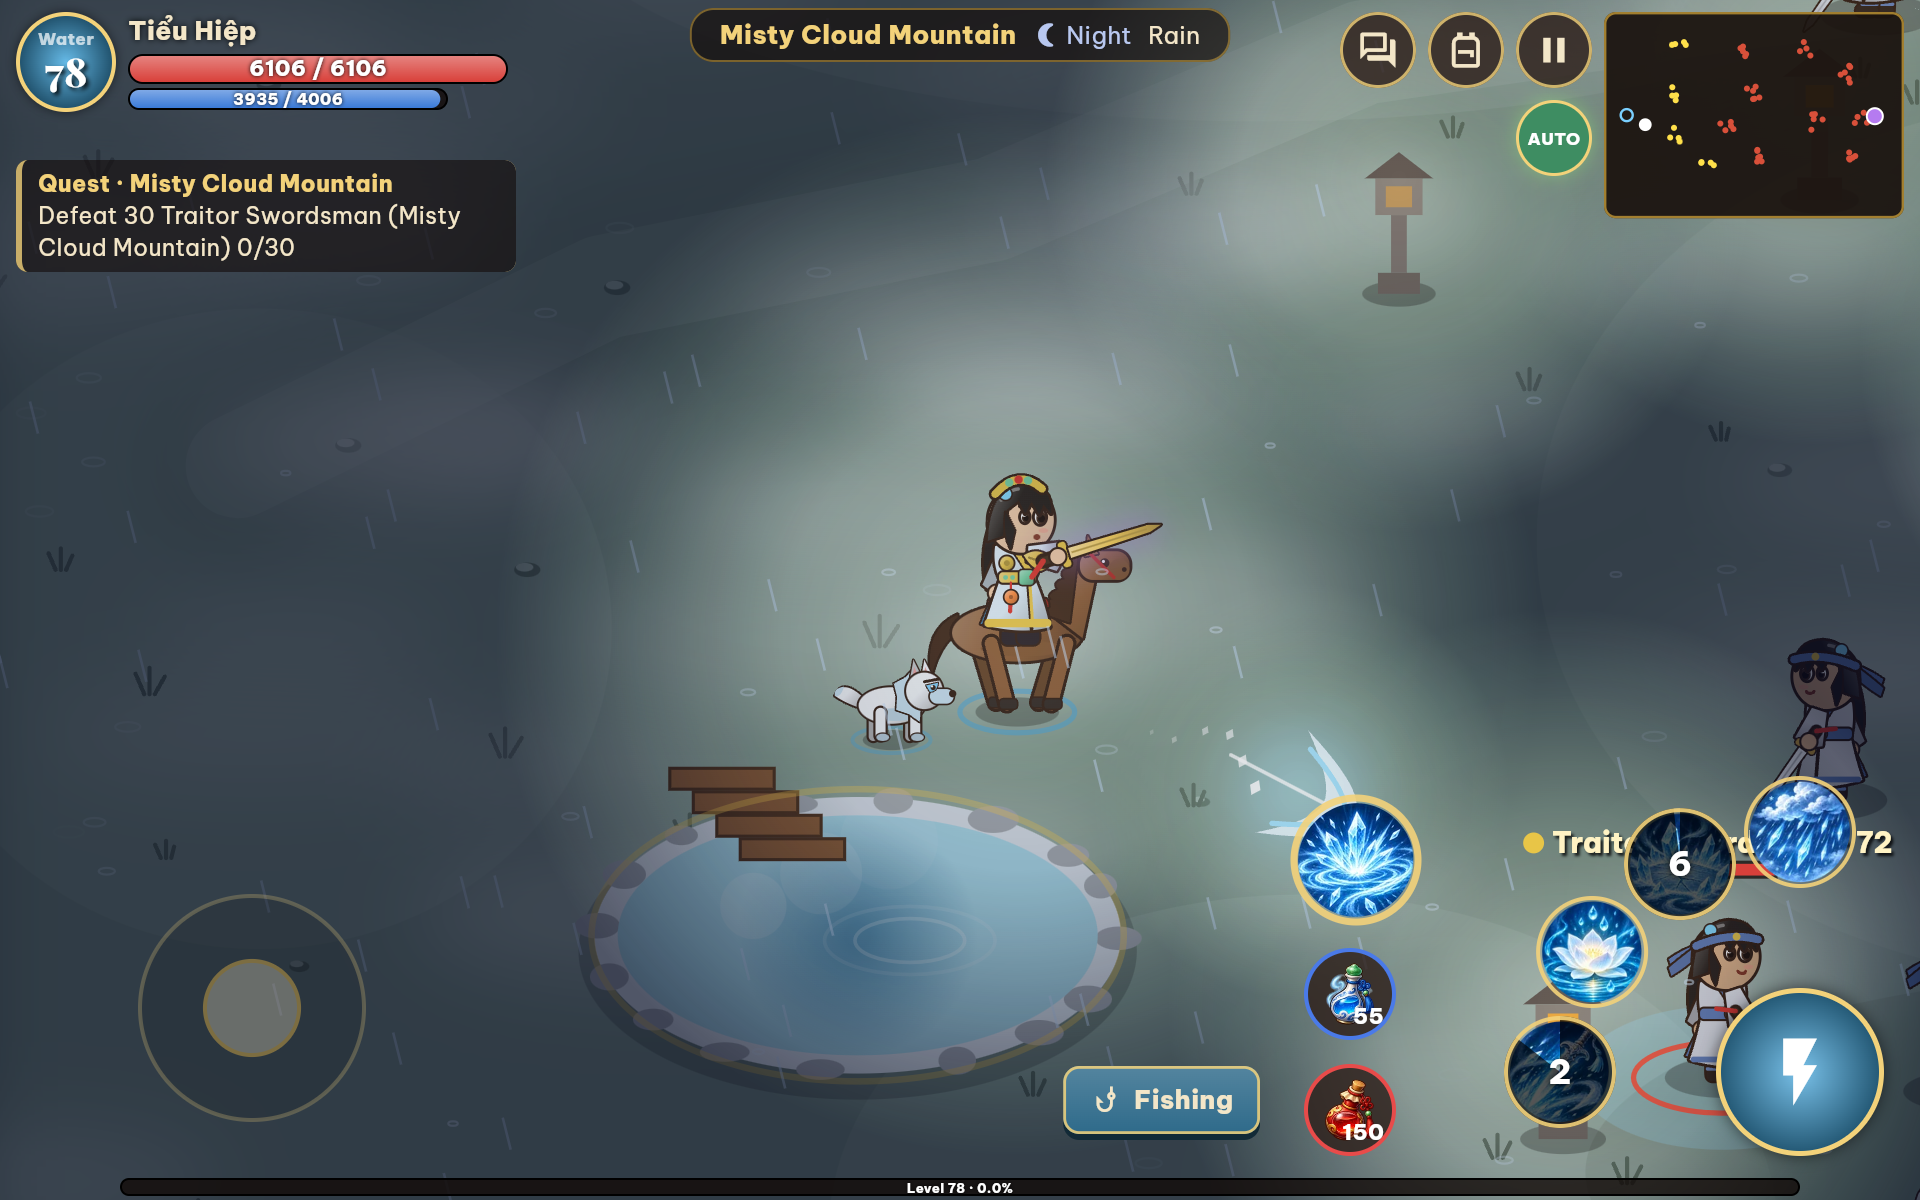 Water
78
Tiểu Hiệp
6106 / 6106
3935 / 4006
Misty Cloud Mountain Night Rain
AUTO
Quest · Misty Cloud Mountain
Defeat 30 Traitor Swordsman (Misty
Cloud Mountain) 0/30
72
6
2
55
150
Fishing
Level 78 · 0.0%